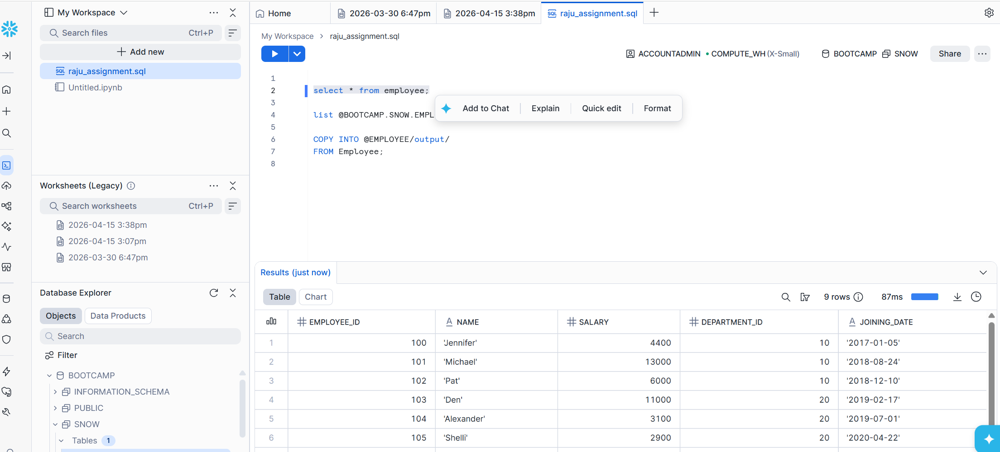 My Workspace
Search files Ctrl+P
Add new
raju_assignment.sql
Untitled.ipynb
Worksheets (Legacy)
Search worksheets Ctrl+P
2026-04-15 3:38pm
2026-04-15 3:07pm
2026-03-30 6:47pm
Database Explorer
Objects Data Products
Search
Filter
BOOTCAMP
INFORMATION_SCHEMA
PUBLIC
SNOW
Tables 1
Home 2026-03-30 6:47pm 2026-04-15 3:38pm SQL raju_assignment.sql
My Workspace > raju_assignment.sql
ACCOUNTADMIN COMPUTE_WH (X-Small) BOOTCAMP SNOW Share
1
2 select * from employee;
3
Add to Chat Explain Quick edit Format
4 list @BOOTCAMP.SNOW.EMPL
5
6 COPY INTO @EMPLOYEE/output/
7 FROM Employee;
8
Results (just now)
Table Chart 9 rows 87ms
EMPLOYEE_ID NAME SALARY DEPARTMENT_ID JOINING_DATE
1 100 'Jennifer' 4400 10 '2017-01-05'
2 101 'Michael' 13000 10 '2018-08-24'
3 102 'Pat' 6000 10 '2018-12-10'
4 103 'Den' 11000 20 '2019-02-17'
5 104 'Alexander' 3100 20 '2019-07-01'
6 105 'Shelli' 2900 20 '2020-04-22'